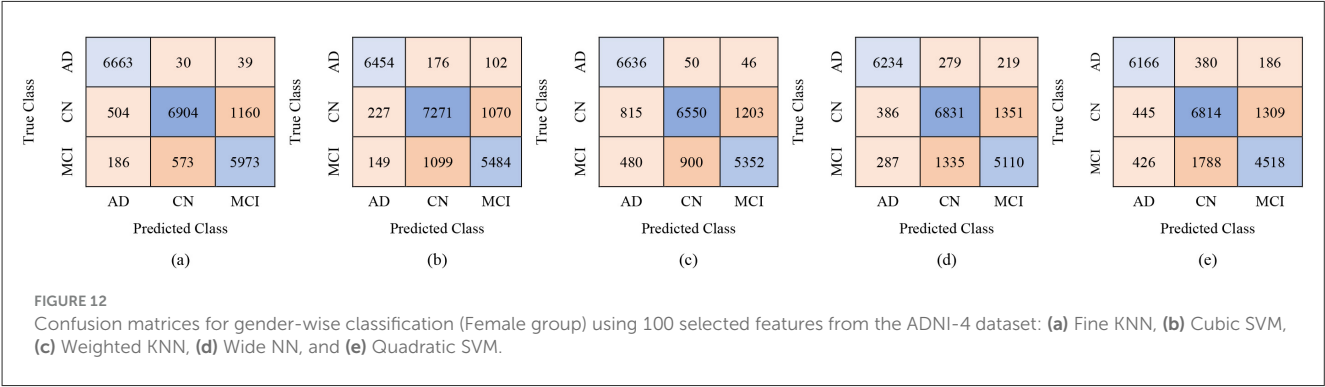 AD 6663 30 39
CN 504 6904 1160
MCI 186 573 5973
True Class
AD CN MCI
Predicted Class
(a)
AD 6454 176 102
CN 227 7271 1070
MCI 149 1099 5484
True Class
AD CN MCI
Predicted Class
(b)
AD 6636 50 46
CN 815 6550 1203
MCI 480 900 5352
True Class
AD CN MCI
Predicted Class
(c)
AD 6234 279 219
CN 386 6831 1351
MCI 287 1335 5110
True Class
AD CN MCI
Predicted Class
(d)
AD 6166 380 186
CN 445 6814 1309
MCI 426 1788 4518
True Class
AD CN MCI
Predicted Class
(e)
FIGURE 12
Confusion matrices for gender-wise classification (Female group) using 100 selected features from the ADNI-4 dataset: (a) Fine KNN, (b) Cubic SVM,
(c) Weighted KNN, (d) Wide NN, and (e) Quadratic SVM.